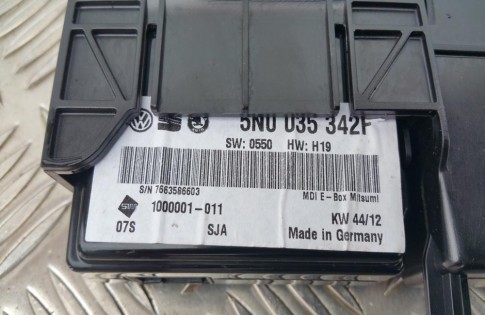 5N0 035 342F
SW: 0550 HW: H19
S/N 7663586603 MDI E-Box Mitsumi
1000001-011 KW 44/12
07S SJA Made in Germany